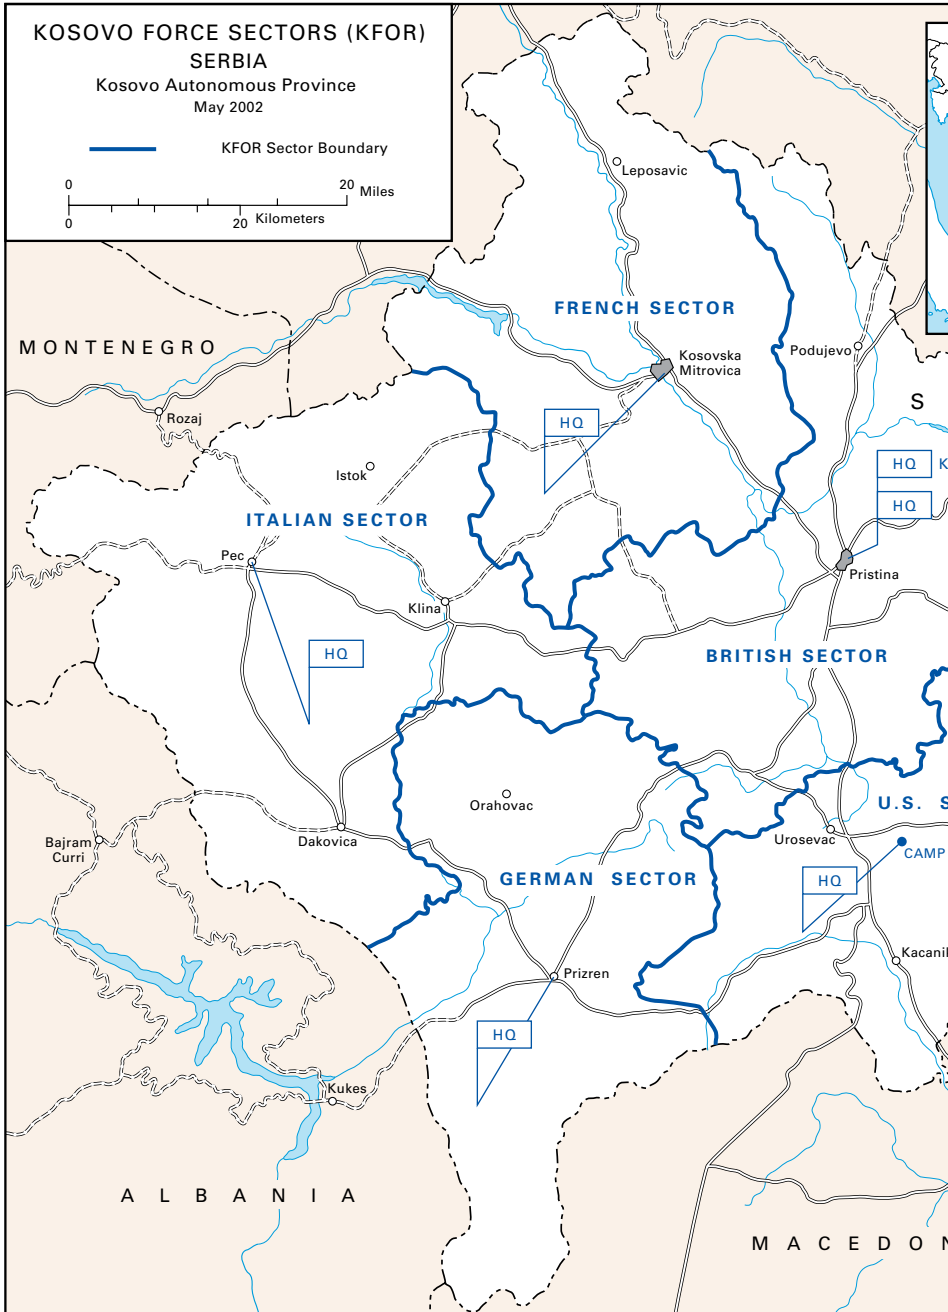 KOSOVO FORCE SECTORS (KFOR)
SERBIA
Kosovo Autonomous Province
May 2002
KFOR Sector Boundary
0
20
Miles
0
20
Kilometers
Leposavic
FRENCH SECTOR
MONTENEGRO
Kosovska
Mitrovica
Podujevo
Rozaj
S
HQ
HQ
K
Istok
HQ
ITALIAN SECTOR
Pec
Pristina
Klina
HQ
BRITISH SECTOR
Orahovac
U.S. S
Dakovica
Urosevac
Bajram
Curri
CAMP
GERMAN SECTOR
HQ
Kacanik
Prizren
HQ
Kukes
ALBANIA
MACEDON